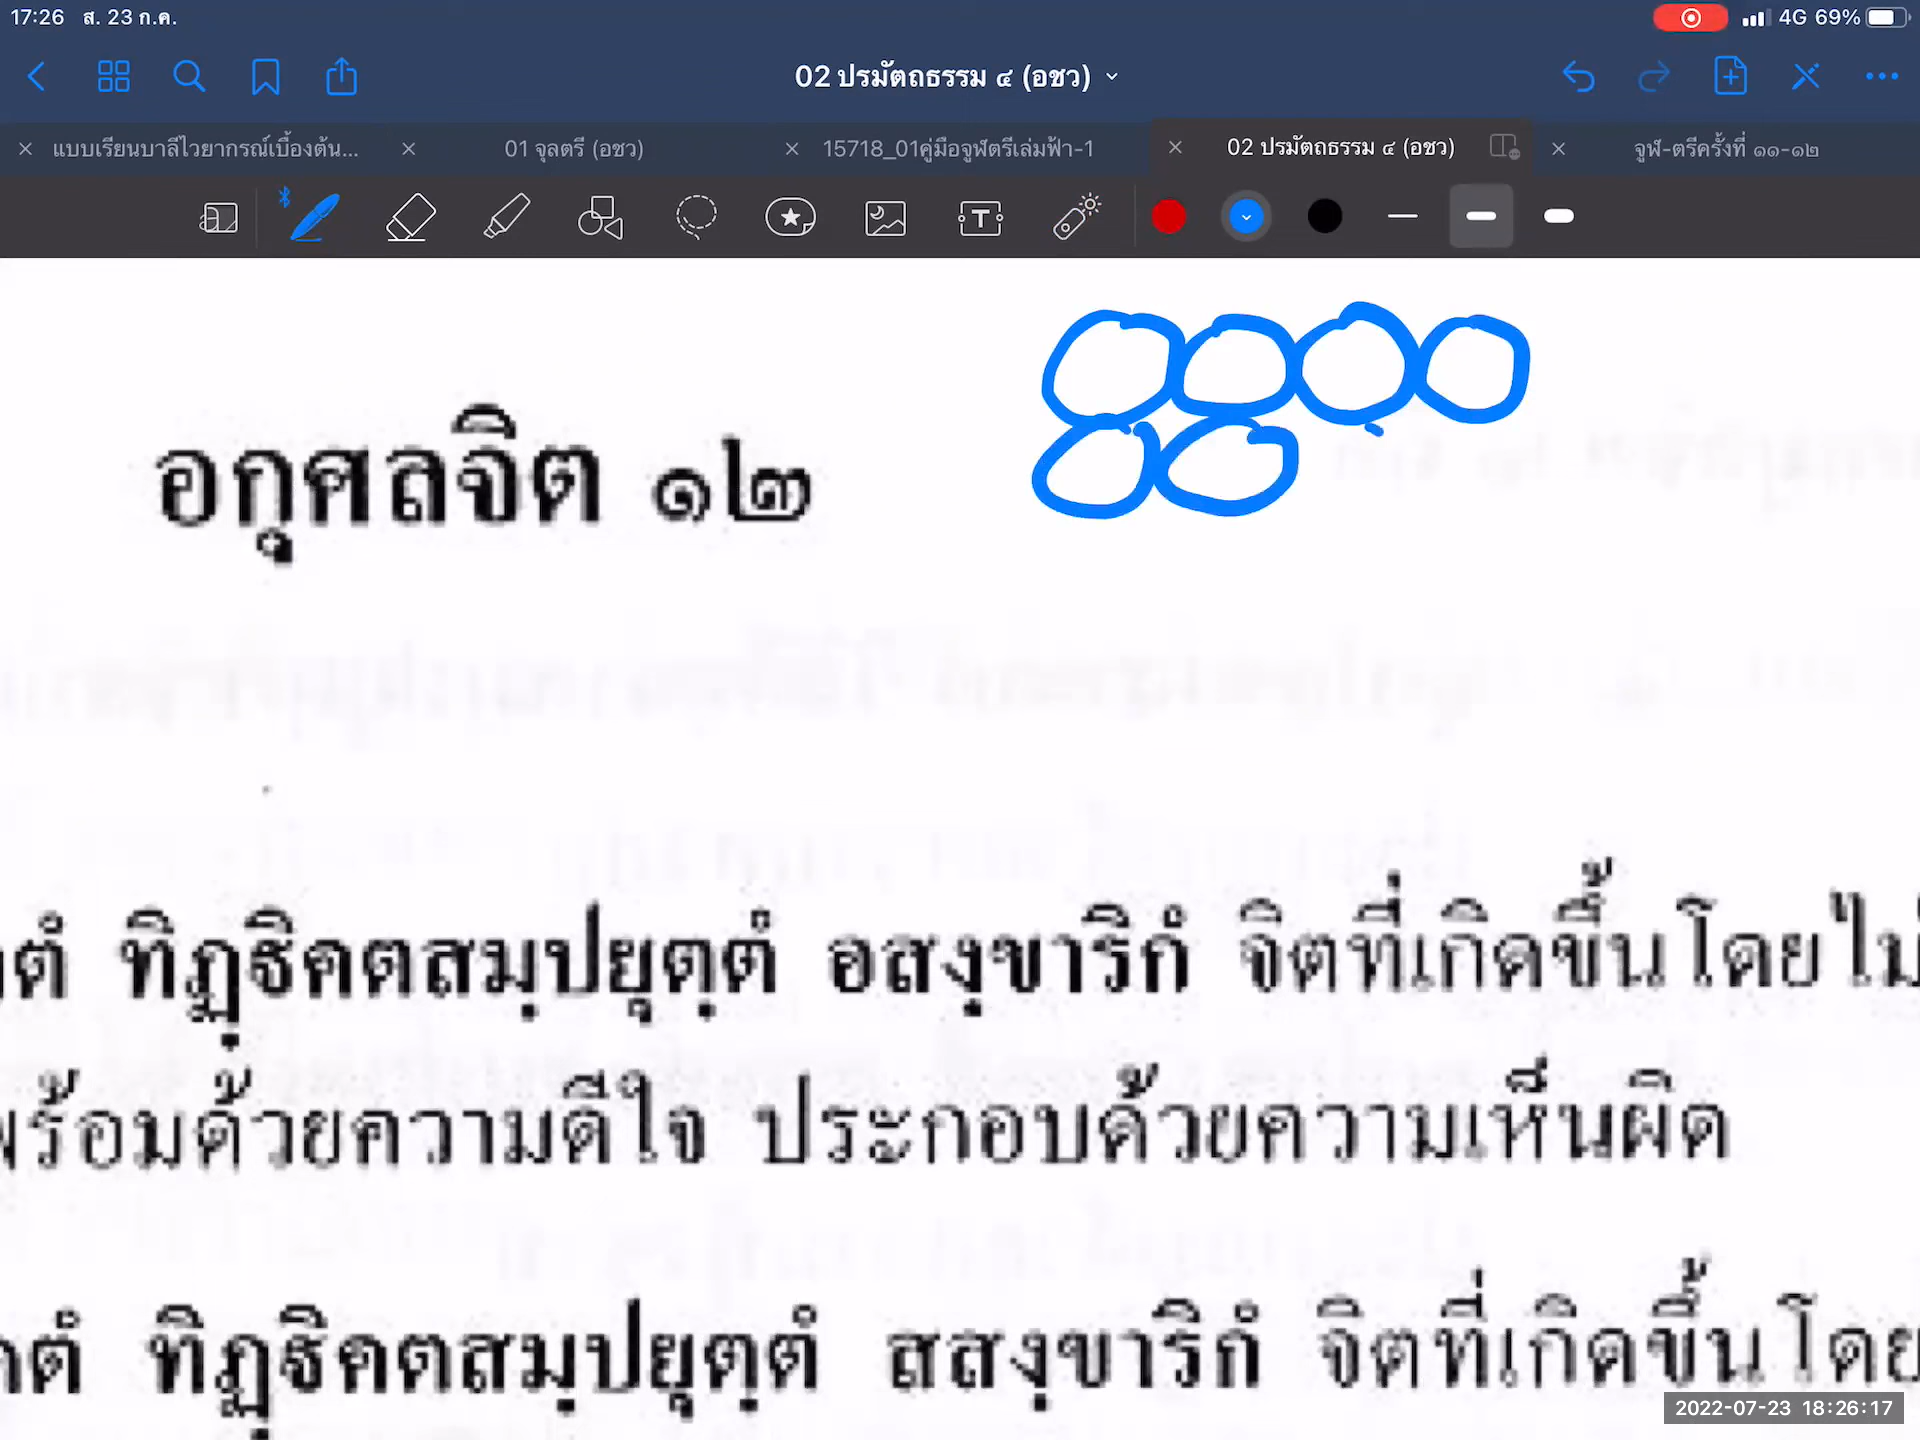 17:26 ส. 23 ก.ค. 4G 69%
02 ปรมัตถธรรม ๔ (อชว)
แบบเรียนบาลีไวยากรณ์เบื้องต้น... 01 จุลตรี (อชว) 15718_01คู่มือจูฬตรีเล่มฟ้า-1 02 ปรมัตถธรรม ๔ (อชว) จูฬ-ตรีครั้งที่ ๑๑-๑๒
อกุศลจิต ๑๒
ตํ ทิฏฺฐิคตสมฺปยุตฺตํ อสงฺขาริกํ จิตที่เกิดขึ้นโดยไม่
พร้อมด้วยความดีใจ ประกอบด้วยความเห็นผิด
ตํ ทิฏฺฐิคตสมฺปยุตฺตํ สสงฺขาริกํ จิตที่เกิดขึ้นโดย
2022-07-23 18:26:17